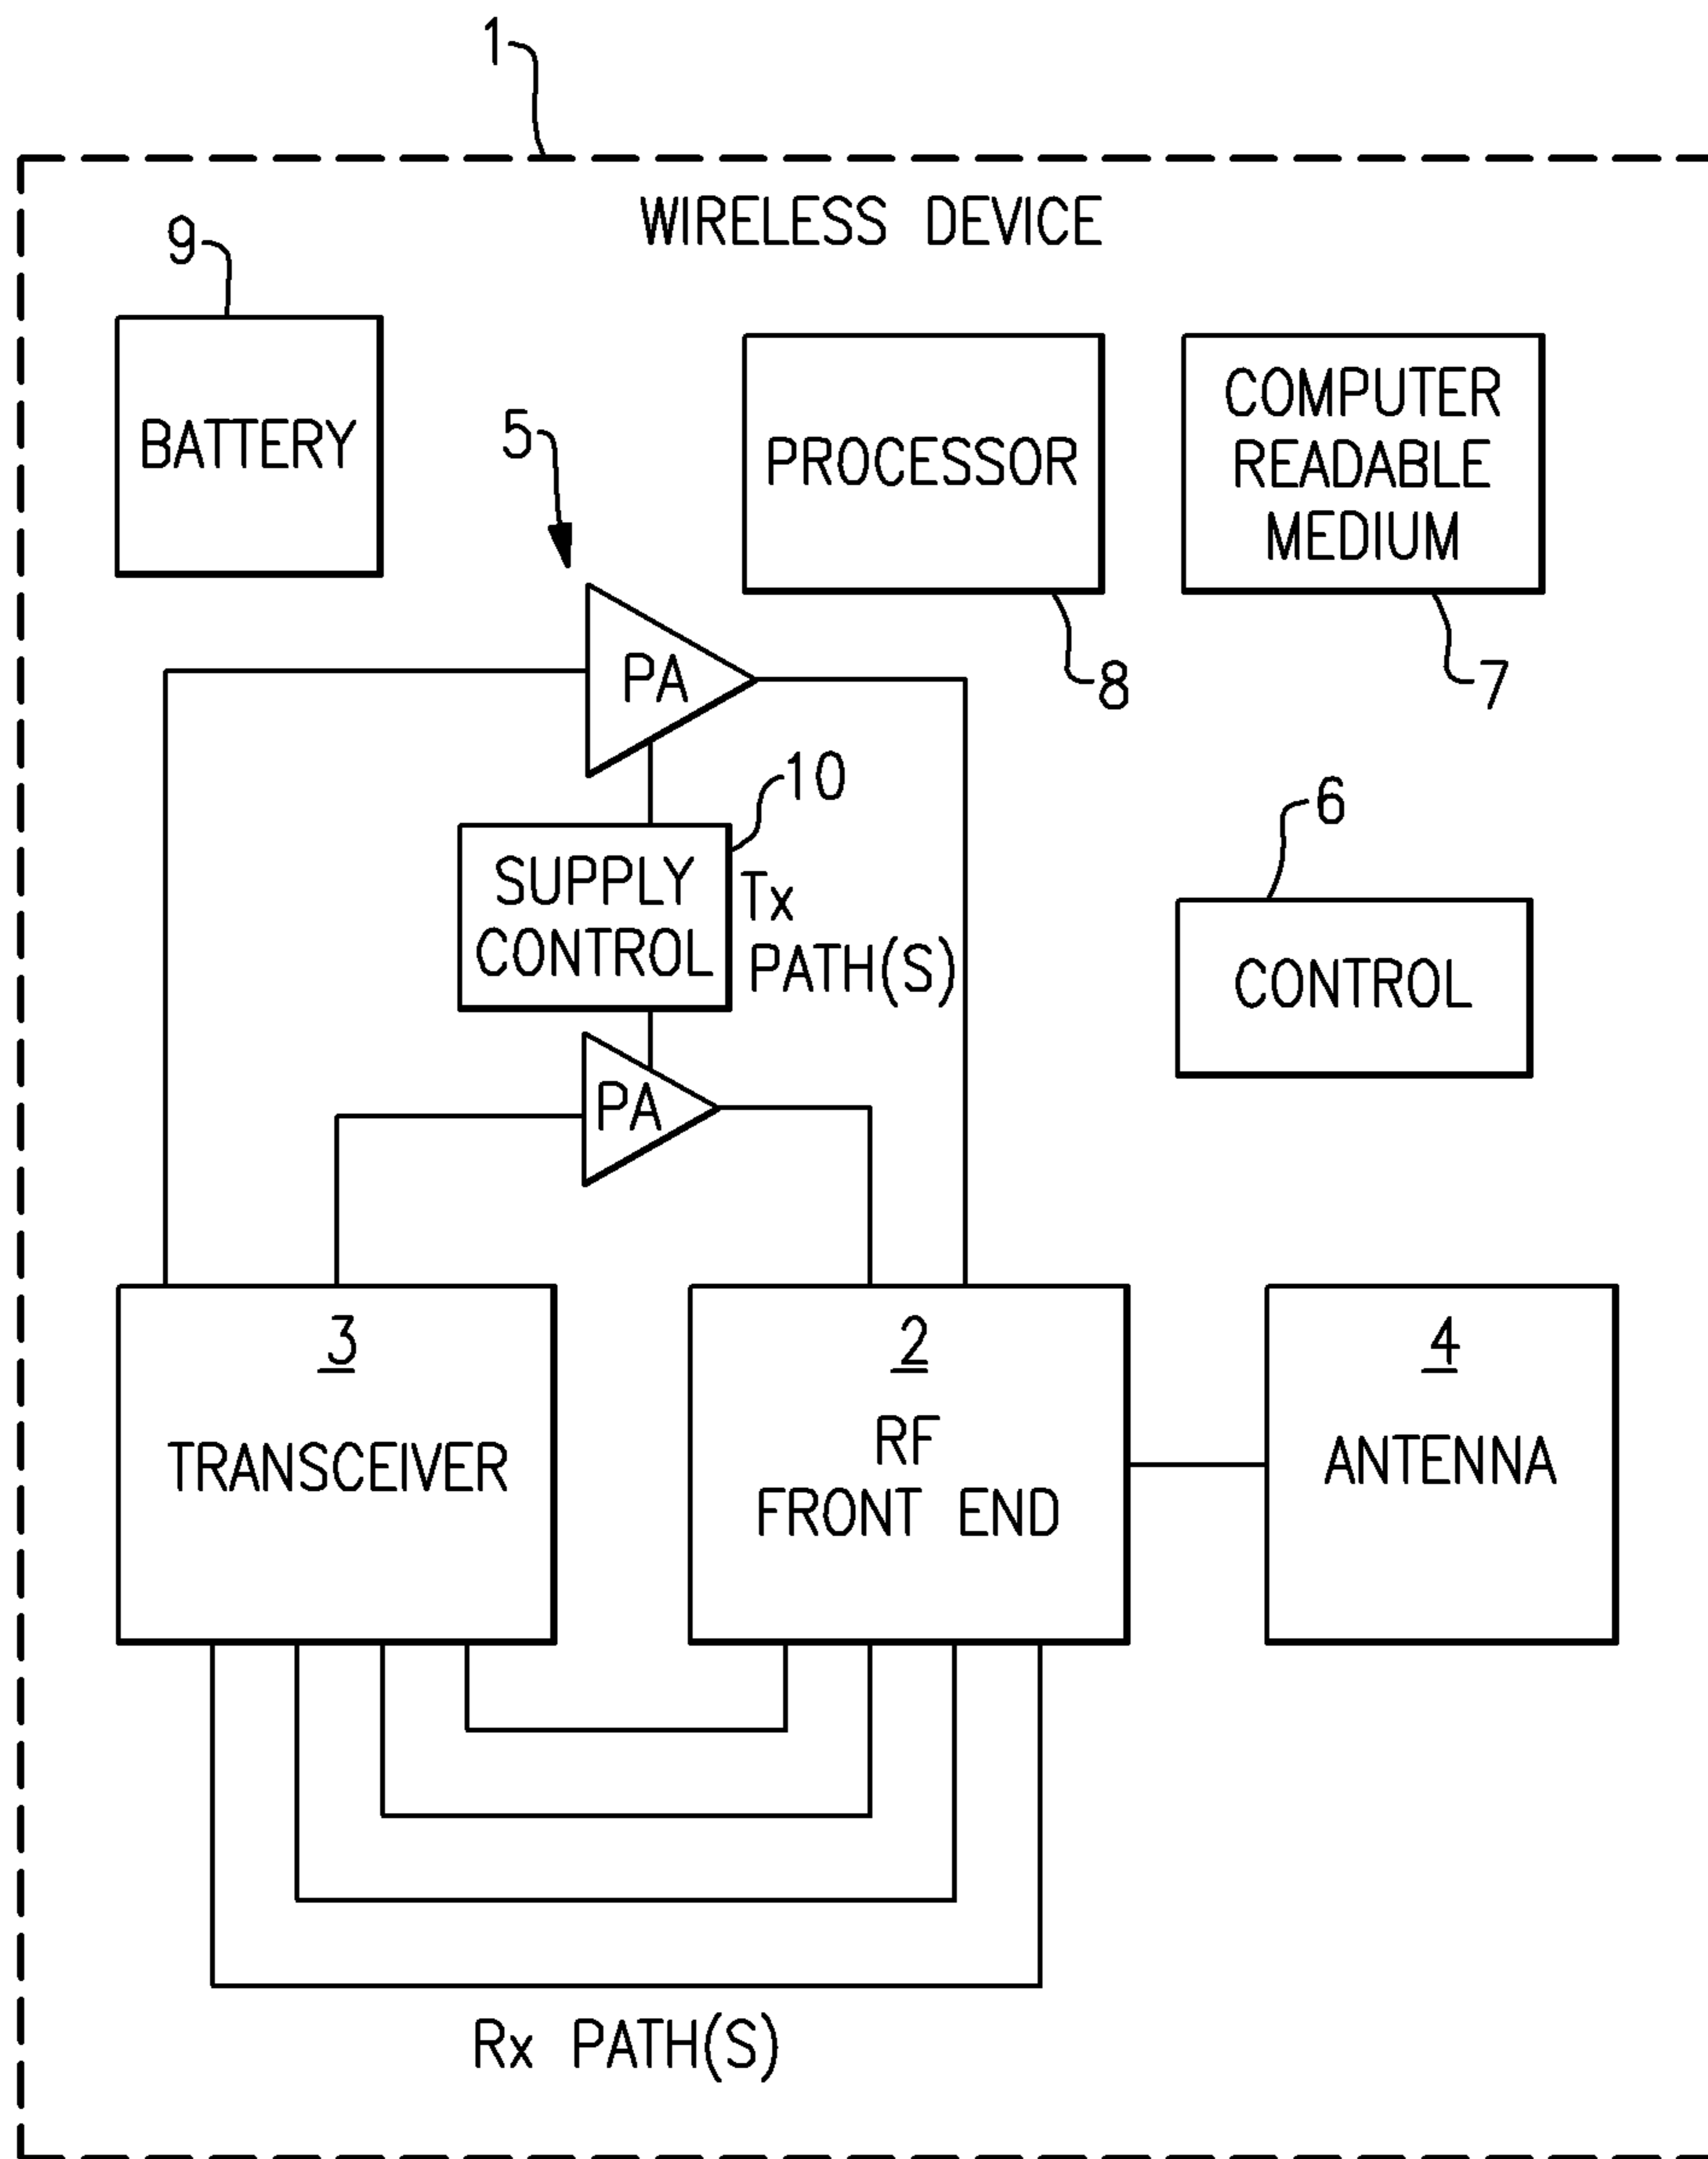 1
WIRELESS DEVICE
9
BATTERY
5
PROCESSOR
8
COMPUTER
READABLE
MEDIUM
7
PA
10
SUPPLY
CONTROL
Tx
PATH(S)
6
CONTROL
PA
3
TRANSCEIVER
2
RF
FRONT END
4
ANTENNA
Rx PATH(S)